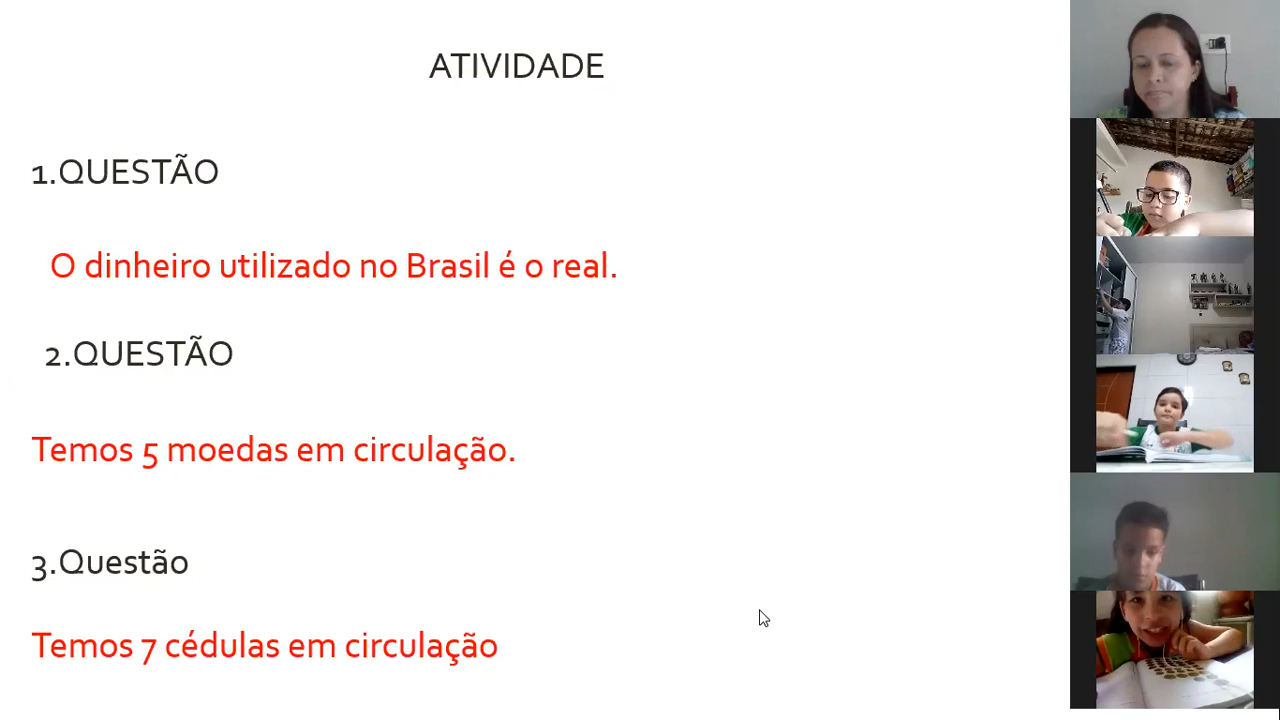 ATIVIDADE
1.QUESTÃO
O dinheiro utilizado no Brasil é o real.
2.QUESTÃO
Temos 5 moedas em circulação.
3.Questão
Temos 7 cédulas em circulação